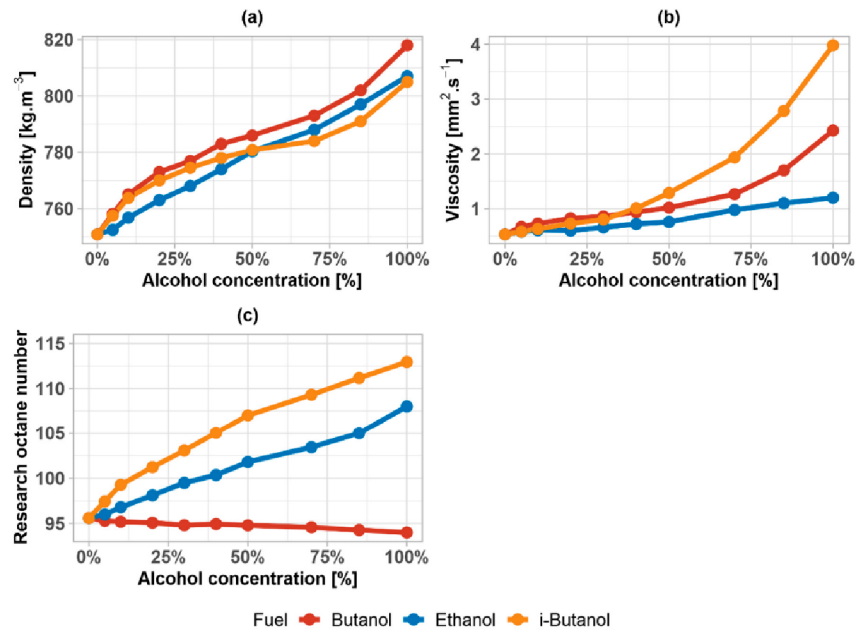 (a)
Density [kg.m⁻³]
820
800
780
760
0% 25% 50% 75% 100%
Alcohol concentration [%]
(b)
Viscosity [mm².s⁻¹]
4
3
2
1
0% 25% 50% 75% 100%
Alcohol concentration [%]
(c)
Research octane number
115
110
105
100
95
0% 25% 50% 75% 100%
Alcohol concentration [%]
Fuel Butanol Ethanol i-Butanol